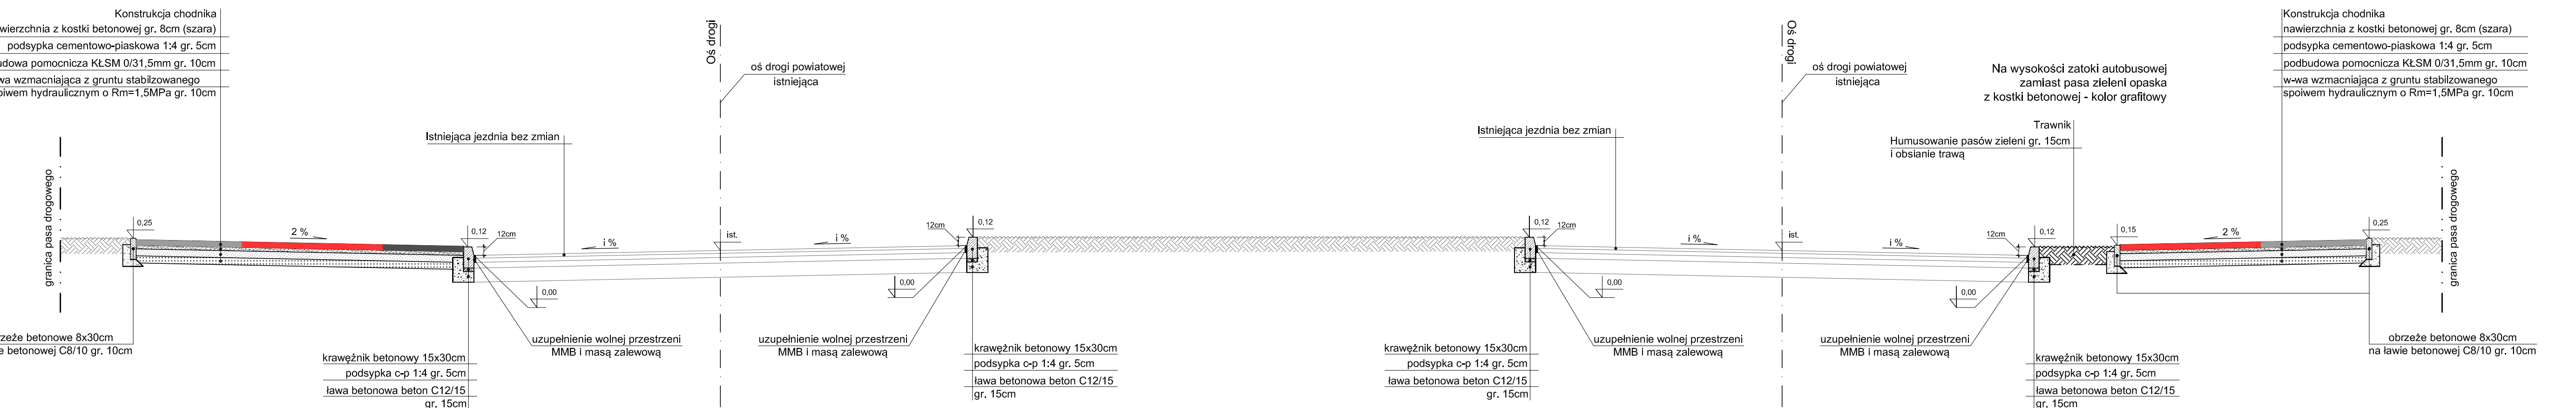 Konstrukcja chodnika
wierzchnia z kostki betonowej gr. 8cm (szara)
podsypka cementowo-piaskowa 1:4 gr. 5cm
udowa pomocnicza KŁSM 0/31,5mm gr. 10cm
wa wzmacniająca z gruntu stabilzowanego
oiwem hydraulicznym o Rm=1,5MPa gr. 10cm
granica pasa drogowego
0,25
2 %
0,12
12cm
Istniejąca jezdnia bez zmian
Oś drogi
oś drogi powiatowej
istniejąca
i %
ist.
i %
12cm
0,12
0,00
0,00
zeże betonowe 8x30cm
e betonowej C8/10 gr. 10cm
krawężnik betonowy 15x30cm
podsypka c-p 1:4 gr. 5cm
ława betonowa beton C12/15
gr. 15cm
uzupełnienie wolnej przestrzeni
MMB i masą zalewową
uzupełnienie wolnej przestrzeni
MMB i masą zalewową
krawężnik betonowy 15x30cm
podsypka c-p 1:4 gr. 5cm
ława betonowa beton C12/15
gr. 15cm
Istniejąca jezdnia bez zmian
Oś drogi
oś drogi powiatowej
istniejąca
0,12
12cm
i %
ist.
i %
12cm
0,12
0,00
0,00
krawężnik betonowy 15x30cm
podsypka c-p 1:4 gr. 5cm
ława betonowa beton C12/15
gr. 15cm
uzupełnienie wolnej przestrzeni
MMB i masą zalewową
uzupełnienie wolnej przestrzeni
MMB i masą zalewową
krawężnik betonowy 15x30cm
podsypka c-p 1:4 gr. 5cm
ława betonowa beton C12/15
gr. 15cm
Na wysokości zatoki autobusowej
zamiast pasa zieleni opaska
z kostki betonowej - kolor grafitowy
Trawnik
Humusowanie pasów zieleni gr. 15cm
i obsianie trawą
0,15
2 %
0,25
Konstrukcja chodnika
nawierzchnia z kostki betonowej gr. 8cm (szara)
podsypka cementowo-piaskowa 1:4 gr. 5cm
podbudowa pomocnicza KŁSM 0/31,5mm gr. 10cm
w-wa wzmacniająca z gruntu stabilzowanego
spoiwem hydraulicznym o Rm=1,5MPa gr. 10cm
granica pasa drogowego
obrzeże betonowe 8x30cm
na ławie betonowej C8/10 gr. 10cm